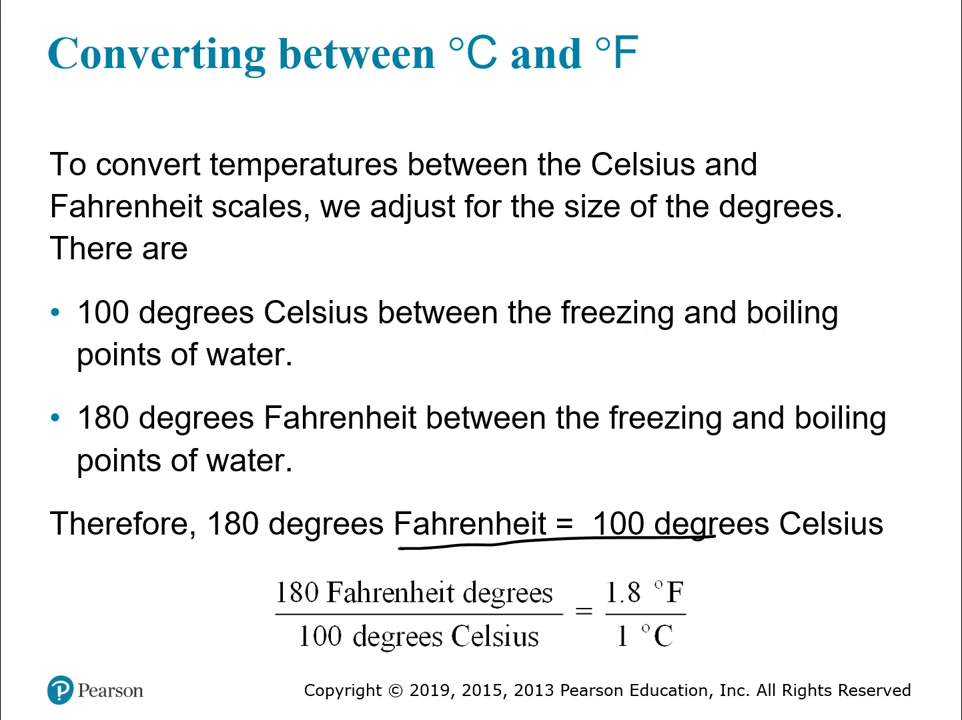 Converting between °C and °F
To convert temperatures between the Celsius and
Fahrenheit scales, we adjust for the size of the degrees.
There are
• 100 degrees Celsius between the freezing and boiling
points of water.
• 180 degrees Fahrenheit between the freezing and boiling
points of water.
Therefore, 180 degrees Fahrenheit = 100 degrees Celsius
180 Fahrenheit degrees / 100 degrees Celsius = 1.8 °F / 1 °C
P Pearson
Copyright © 2019, 2015, 2013 Pearson Education, Inc. All Rights Reserved